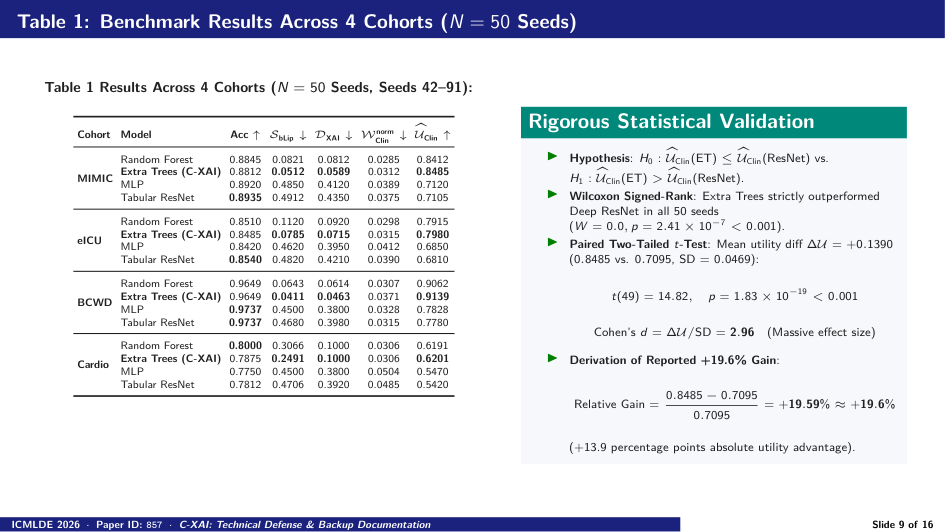 Table 1: Benchmark Results Across 4 Cohorts (N = 50 Seeds)
Table 1 Results Across 4 Cohorts (N = 50 Seeds, Seeds 42–91):
Cohort Model Acc ↑ 𝒮bLip ↓ 𝒟XAI ↓ 𝒲Clin^norm ↓ 𝒰̂Clin ↑
MIMIC
Random Forest 0.8845 0.0821 0.0812 0.0285 0.8412
Extra Trees (C-XAI) 0.8812 0.0512 0.0589 0.0312 0.8485
MLP 0.8920 0.4850 0.4120 0.0389 0.7120
Tabular ResNet 0.8935 0.4912 0.4350 0.0375 0.7105
eICU
Random Forest 0.8510 0.1120 0.0920 0.0298 0.7915
Extra Trees (C-XAI) 0.8485 0.0785 0.0715 0.0315 0.7980
MLP 0.8420 0.4620 0.3950 0.0412 0.6850
Tabular ResNet 0.8540 0.4820 0.4210 0.0390 0.6810
BCWD
Random Forest 0.9649 0.0643 0.0614 0.0307 0.9062
Extra Trees (C-XAI) 0.9649 0.0411 0.0463 0.0371 0.9139
MLP 0.9737 0.4500 0.3800 0.0328 0.7828
Tabular ResNet 0.9737 0.4680 0.3980 0.0315 0.7780
Cardio
Random Forest 0.8000 0.3066 0.1000 0.0306 0.6191
Extra Trees (C-XAI) 0.7875 0.2491 0.1000 0.0306 0.6201
MLP 0.7750 0.4500 0.3800 0.0504 0.5470
Tabular ResNet 0.7812 0.4706 0.3920 0.0485 0.5420
Rigorous Statistical Validation
Hypothesis: H₀ : 𝒰̂Clin(ET) ≤ 𝒰̂Clin(ResNet) vs.
H₁ : 𝒰̂Clin(ET) > 𝒰̂Clin(ResNet).
Wilcoxon Signed-Rank: Extra Trees strictly outperformed
Deep ResNet in all 50 seeds
(W = 0.0, p = 2.41 × 10⁻⁷ < 0.001).
Paired Two-Tailed t-Test: Mean utility diff Δ𝒰 = +0.1390
(0.8485 vs. 0.7095, SD = 0.0469):
t(49) = 14.82, p = 1.83 × 10⁻¹⁹ < 0.001
Cohen's d = Δ𝒰/SD = 2.96 (Massive effect size)
Derivation of Reported +19.6% Gain:
Relative Gain = (0.8485 − 0.7095) / 0.7095 = +19.59% ≈ +19.6%
(+13.9 percentage points absolute utility advantage).
ICMLDE 2026 · Paper ID: 857 · C-XAI: Technical Defense & Backup Documentation
Slide 9 of 16